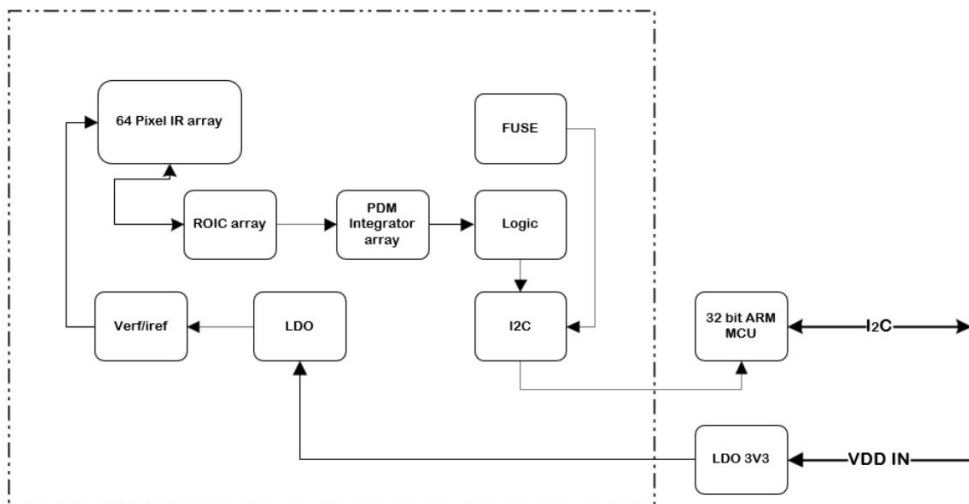 64 Pixel IR array
FUSE
ROIC array
PDM
Integrator
array
Logic
Verf/iref
LDO
I2C
32 bit ARM
MCU
I2C
LDO 3V3
VDD IN